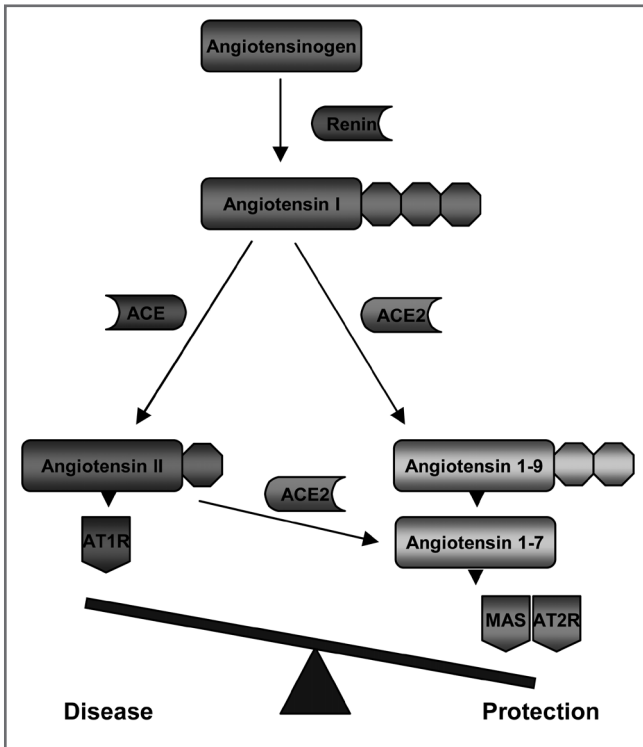 Angiotensinogen
Renin
Angiotensin I
ACE
ACE2
Angiotensin II
Angiotensin 1-9
ACE2
AT1R
Angiotensin 1-7
MAS
AT2R
Disease
Protection